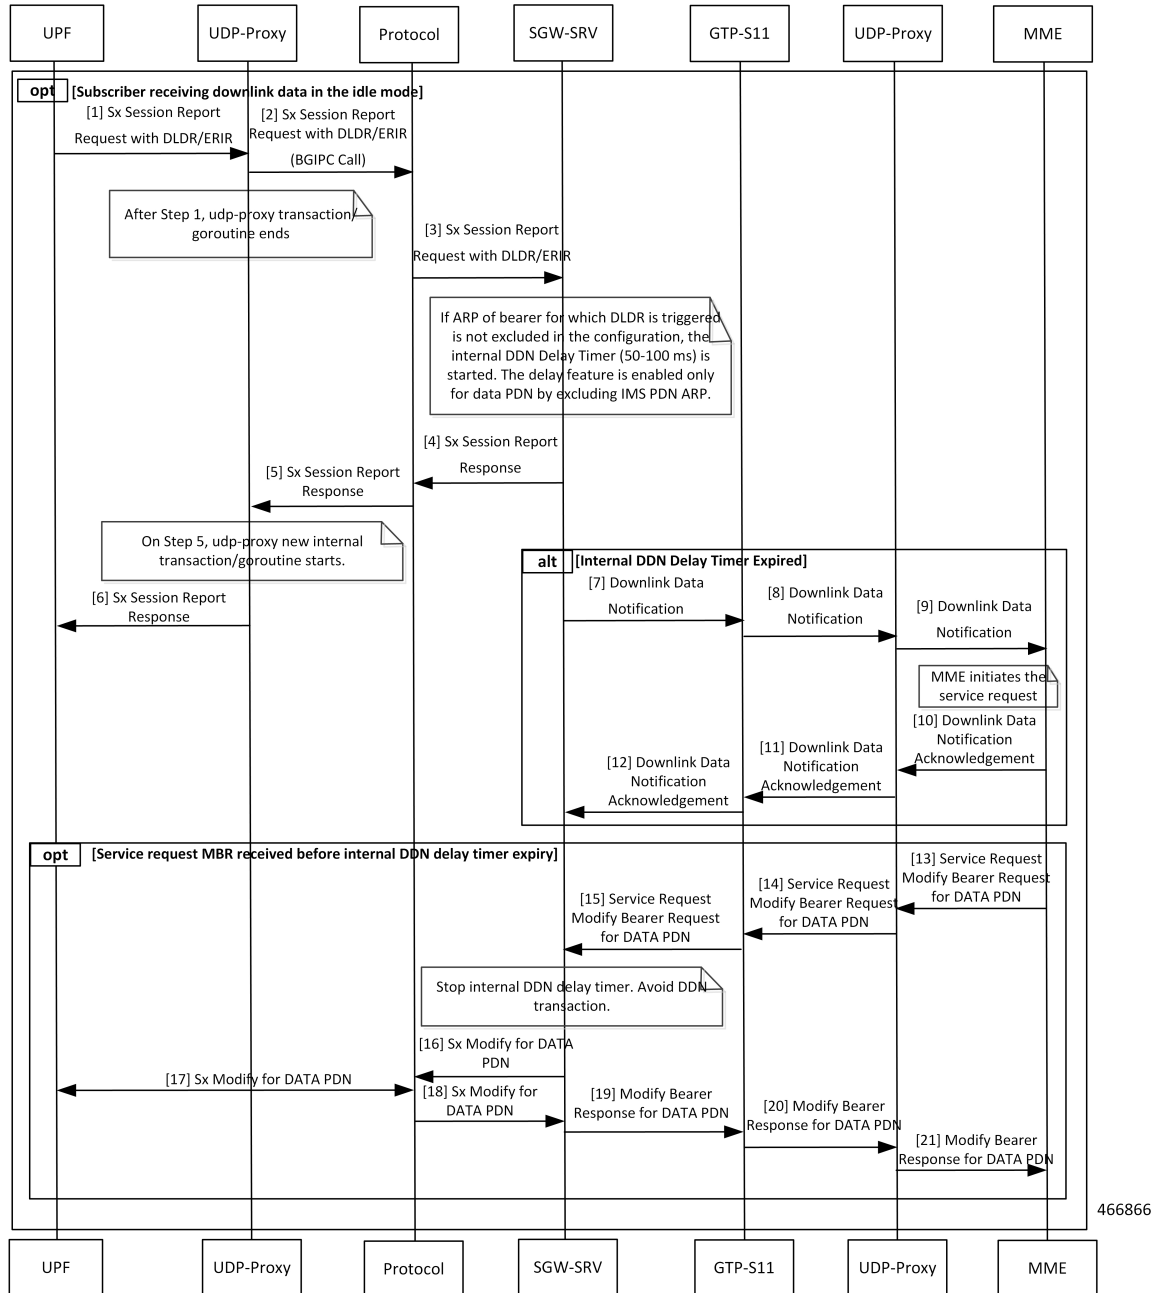 UPF
UDP-Proxy
Protocol
SGW-SRV
GTP-S11
UDP-Proxy
MME
opt
[Subscriber receiving downlink data in the idle mode]
[1] Sx Session Report
Request with DLDR/ERIR
[2] Sx Session Report
Request with DLDR/ERIR
(BGIPC Call)
After Step 1, udp-proxy transaction/
goroutine ends
[3] Sx Session Report
Request with DLDR/ERIR
If ARP of bearer for which DLDR is triggered
is not excluded in the configuration, the
internal DDN Delay Timer (50-100 ms) is
started. The delay feature is enabled only
for data PDN by excluding IMS PDN ARP.
[4] Sx Session Report
Response
[5] Sx Session Report
Response
On Step 5, udp-proxy new internal
transaction/goroutine starts.
[6] Sx Session Report
Response
alt
[Internal DDN Delay Timer Expired]
[7] Downlink Data
Notification
[8] Downlink Data
Notification
[9] Downlink Data
Notification
MME initiates the
service request
[10] Downlink Data
Notification
Acknowledgement
[11] Downlink Data
Notification
Acknowledgement
[12] Downlink Data
Notification
Acknowledgement
opt
[Service request MBR received before internal DDN delay timer expiry]
[13] Service Request
Modify Bearer Request
for DATA PDN
[14] Service Request
Modify Bearer Request
for DATA PDN
[15] Service Request
Modify Bearer Request
for DATA PDN
Stop internal DDN delay timer. Avoid DDN
transaction.
[16] Sx Modify for DATA
PDN
[17] Sx Modify for DATA PDN
[18] Sx Modify for
DATA PDN
[19] Modify Bearer
Response for DATA PDN
[20] Modify Bearer
Response for DATA PDN
[21] Modify Bearer
Response for DATA PDN
466866
UPF
UDP-Proxy
Protocol
SGW-SRV
GTP-S11
UDP-Proxy
MME